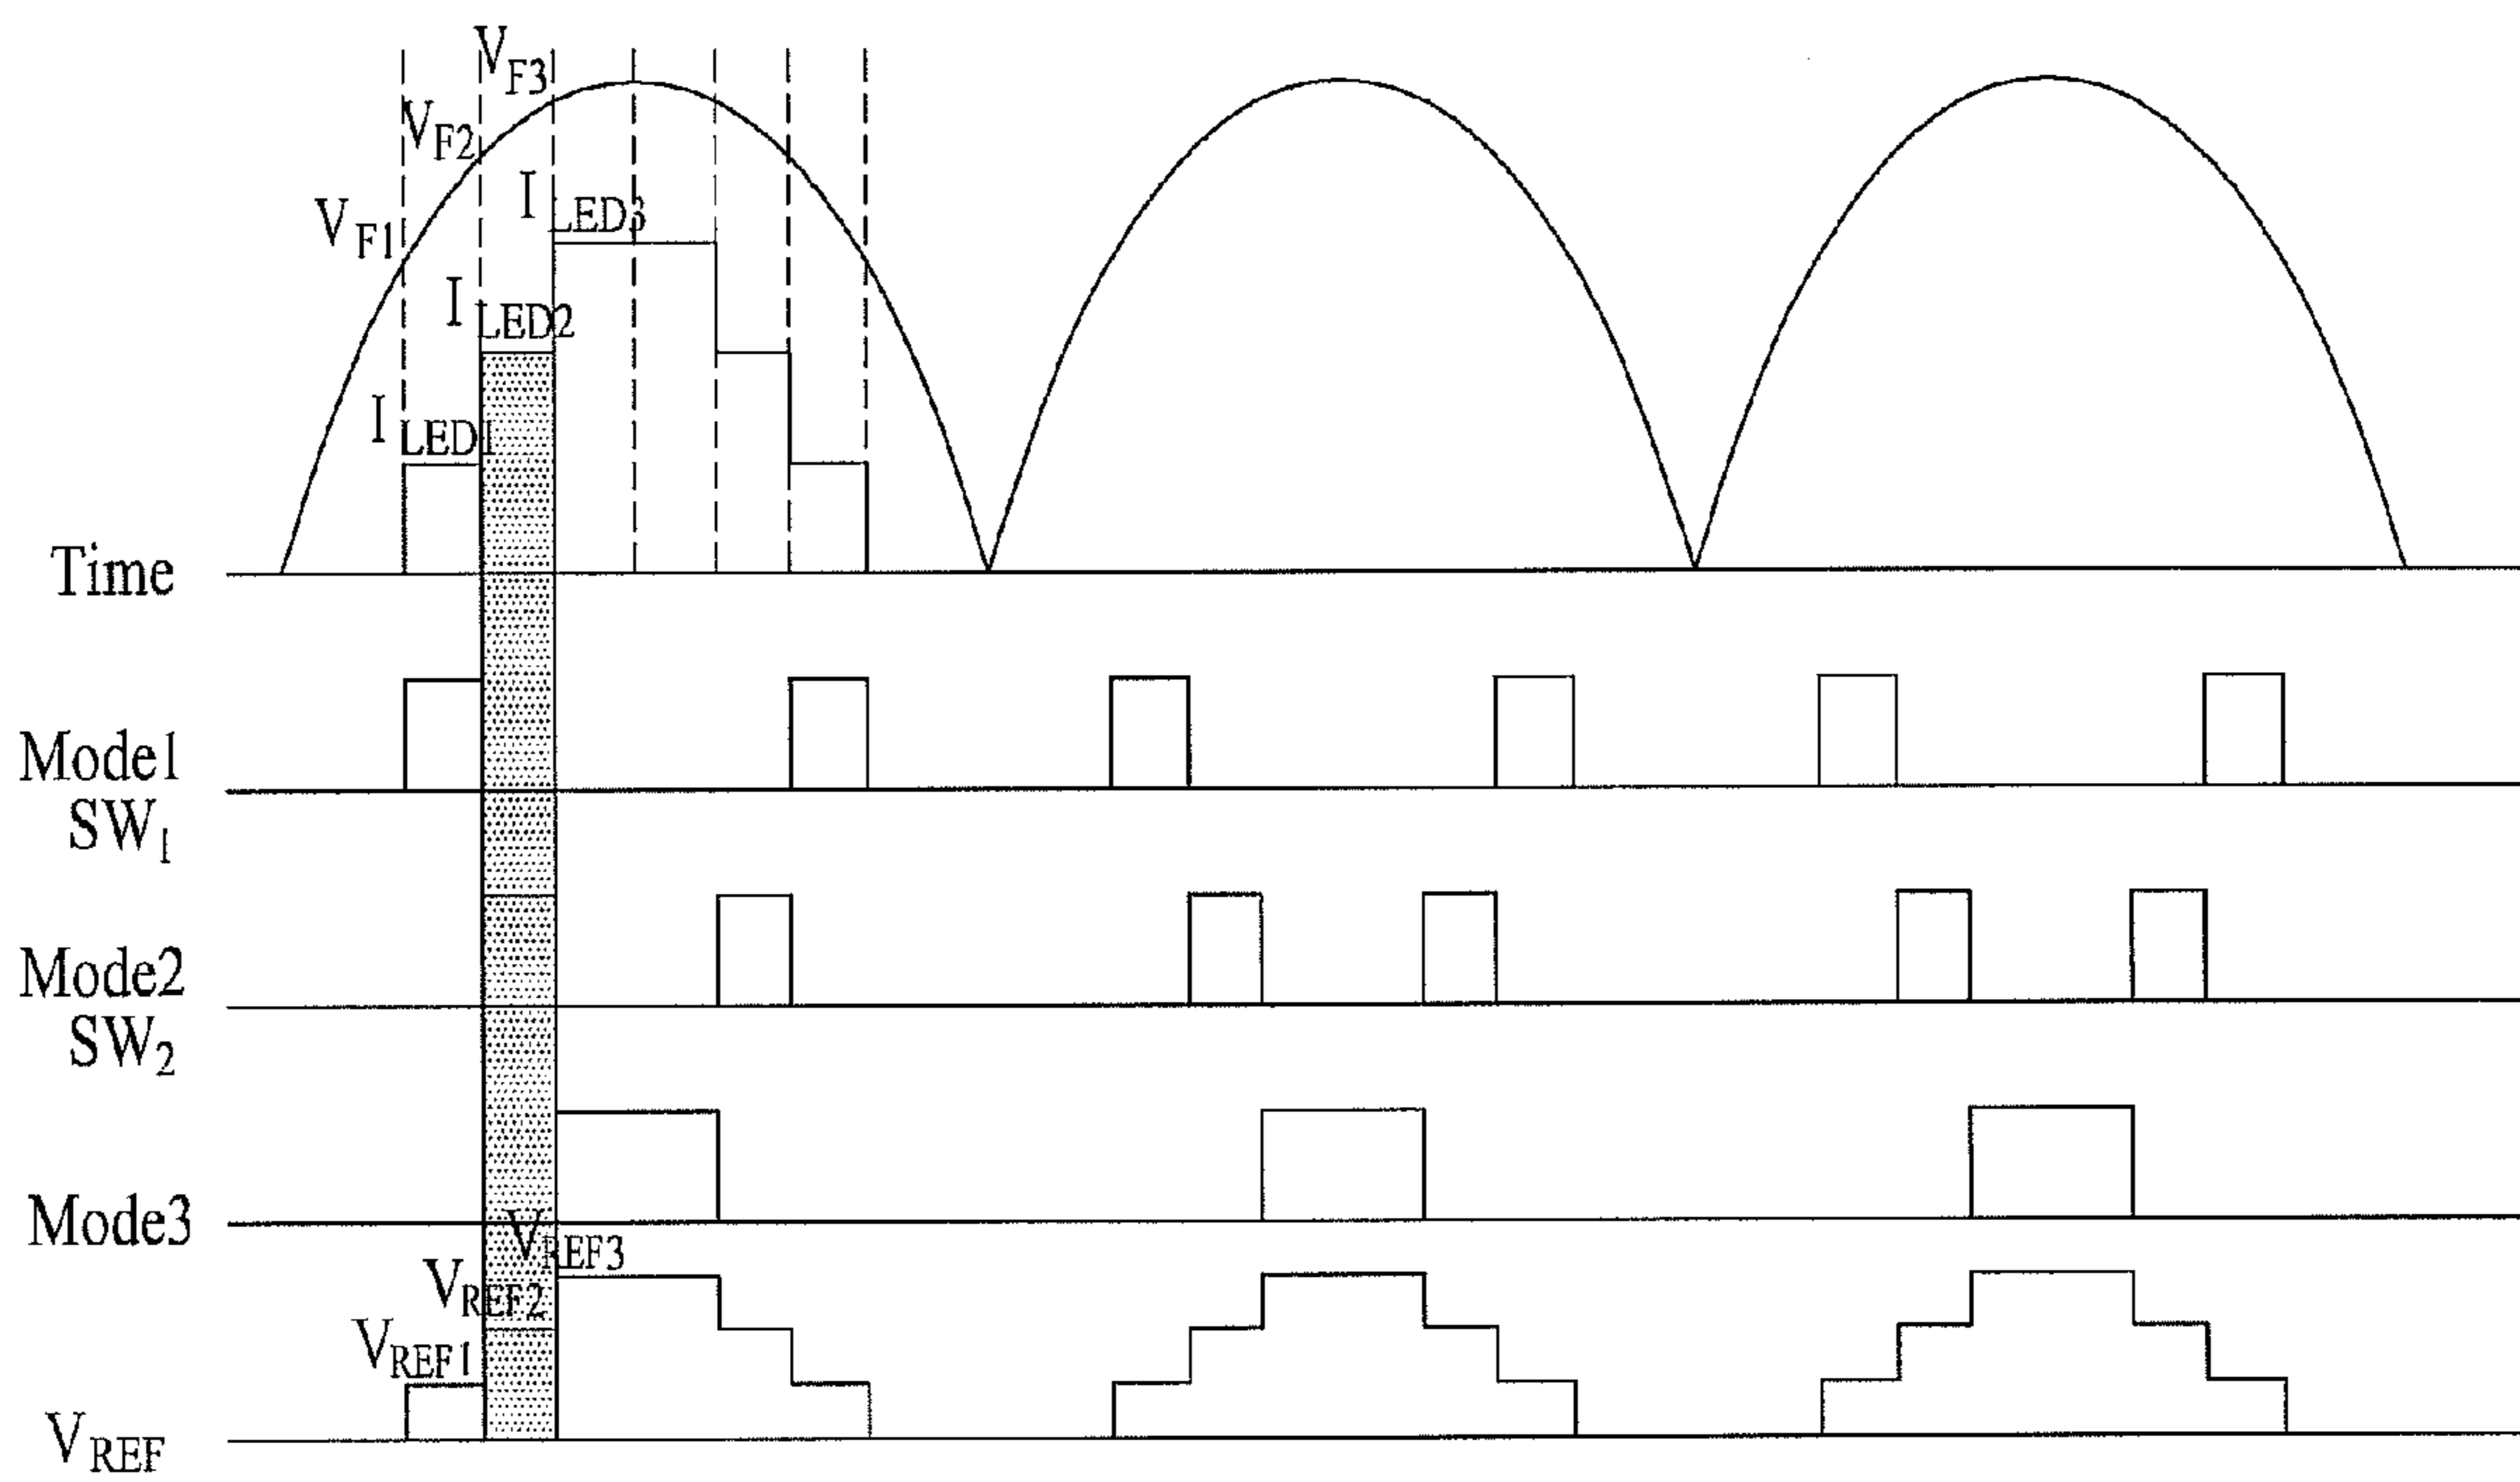 VF3
VF2
VF1
ILED3
ILED2
ILED1
Time
Mode1
SW1
Mode2
SW2
Mode3
VREF3
VREF2
VREF1
VREF